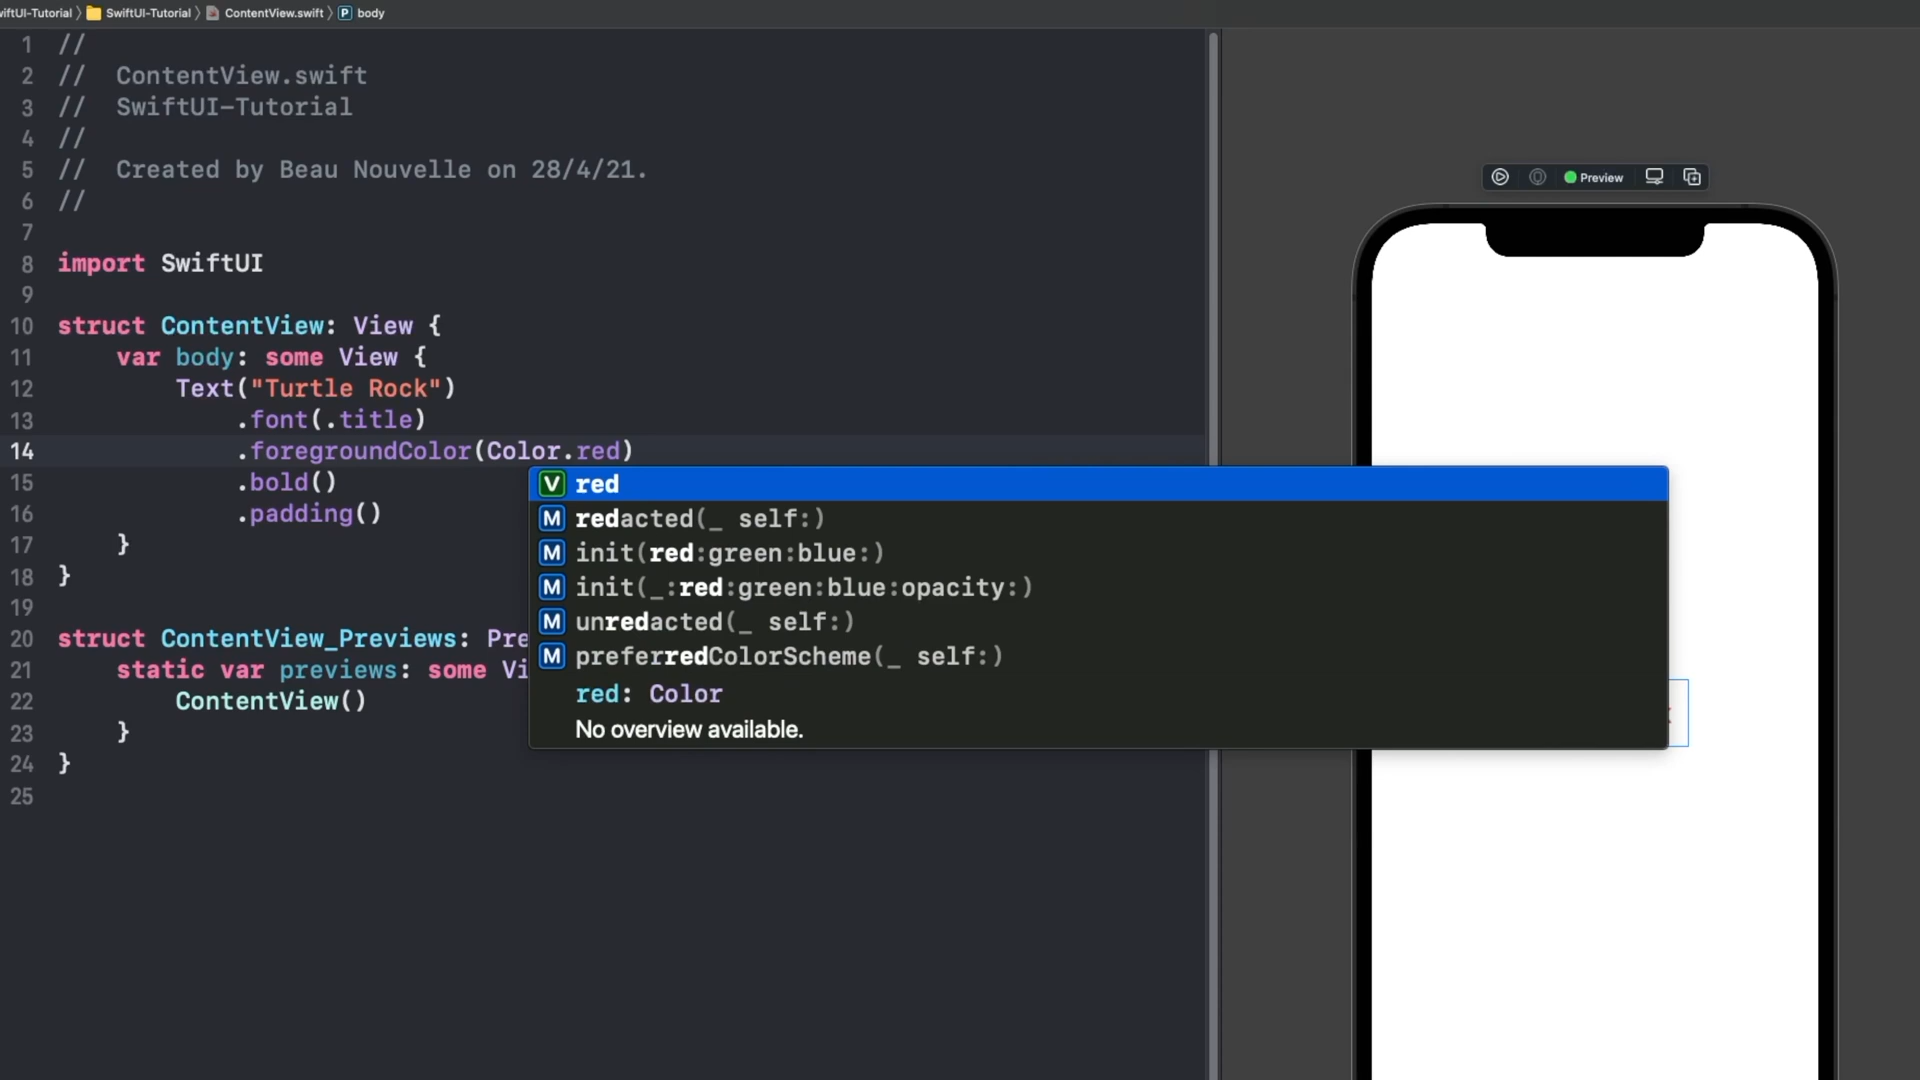 iftUI-Tutorial 〉 SwiftUI-Tutorial 〉 ContentView.swift 〉 P body
1 //
2 //  ContentView.swift
3 //  SwiftUI-Tutorial
4 //
5 //  Created by Beau Nouvelle on 28/4/21.
6 //
7
8 import SwiftUI
9
10 struct ContentView: View {
11     var body: some View {
12         Text("Turtle Rock")
13             .font(.title)
14             .foregroundColor(Color.red)
15             .bold()
16             .padding()
17     }
18 }
19
20 struct ContentView_Previews: Pre
21     static var previews: some Vi
22         ContentView()
23     }
24 }
25
V red
M redacted(_ self:)
M init(red:green:blue:)
M init(_:red:green:blue:opacity:)
M unredacted(_ self:)
M preferredColorScheme(_ self:)
red: Color
No overview available.
Preview